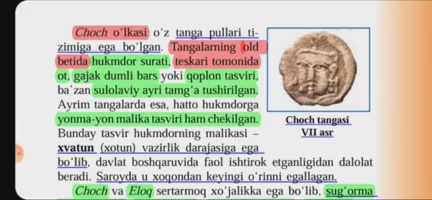 Choch o‘lkasi o‘z tanga pullari ti-
zimiga ega bo‘lgan. Tangalarning old
betida hukmdor surati, teskari tomonida
ot, gajak dumli bars yoki qoplon tasviri,
ba’zan sulolaviy ayri tamg‘a tushirilgan.
Ayrim tangalarda esa, hatto hukmdorga
yonma-yon malika tasviri ham chekilgan.
Bunday tasvir hukmdorning malikasi –
xvatun (xotun) vazirlik darajasiga ega
bo‘lib, davlat boshqaruvida faol ishtirok etganligidan dalolat
beradi. Saroyda u xoqondan keyingi o‘rinni egallagan.
Choch va Eloq sertarmoq xo‘jalikka ega bo‘lib, sug‘orma
Choch tangasi
VII asr